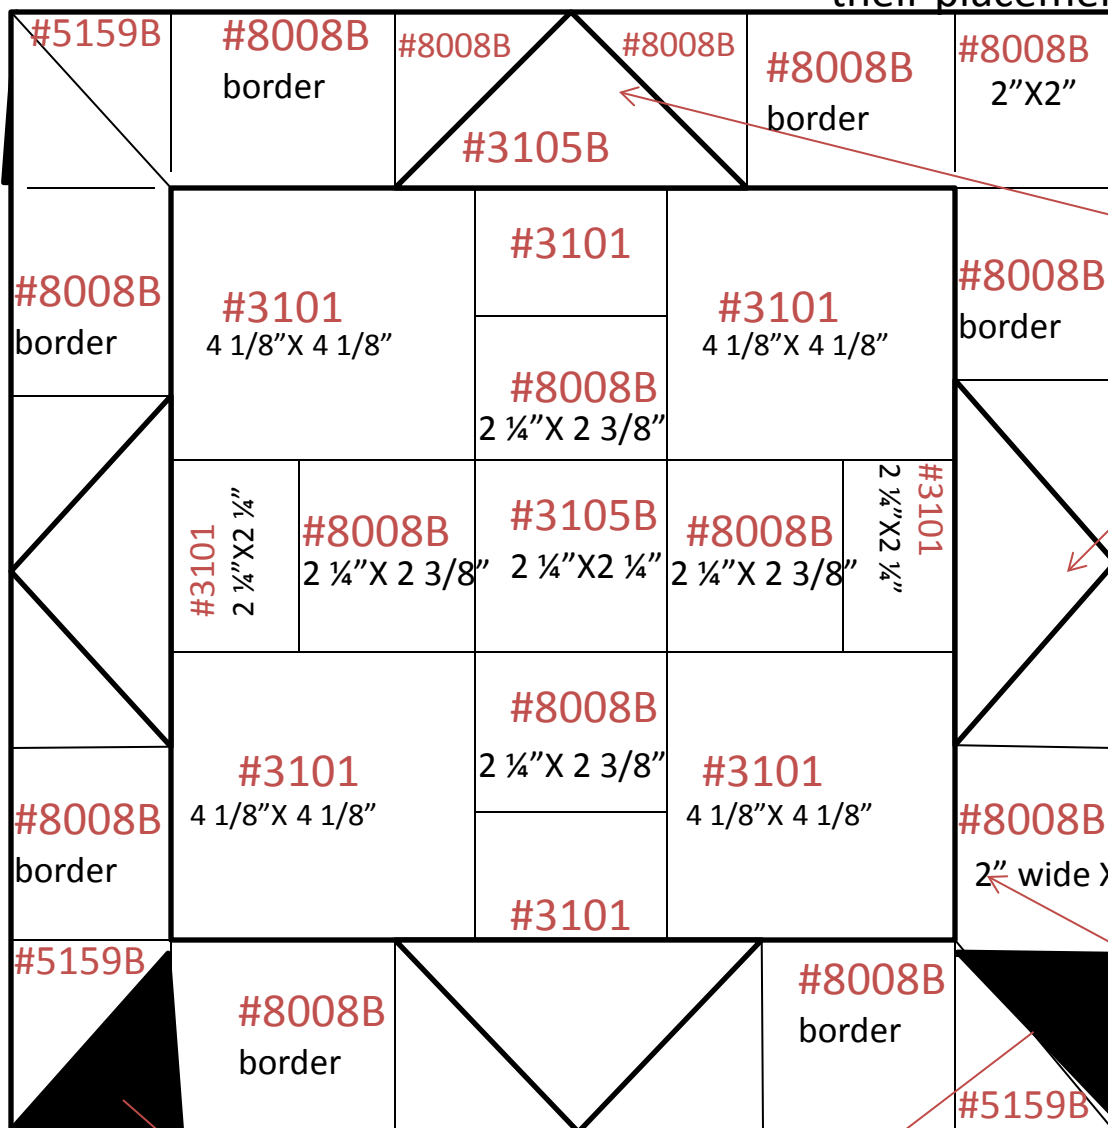 their placemen
#5159B
#8008B
border
#8008B
#3105B
#8008B
#8008B
border
#8008B
2”X2”
#8008B
border
#3101
4 1/8”X 4 1/8”
#3101
#8008B
2 ¼”X 2 3/8”
#3101
4 1/8”X 4 1/8”
#8008B
border
#3101
2 ¼”X2 ¼”
#8008B
2 ¼”X 2 3/8”
#3105B
2 ¼”X2 ¼”
#8008B
2 ¼”X 2 3/8”
#3101
2 ¼”X2 ¼”
#8008B
border
#3101
4 1/8”X 4 1/8”
#8008B
2 ¼”X 2 3/8”
#3101
#3101
4 1/8”X 4 1/8”
#8008B
2” wide X
#5159B
#8008B
border
#8008B
border
#5159B